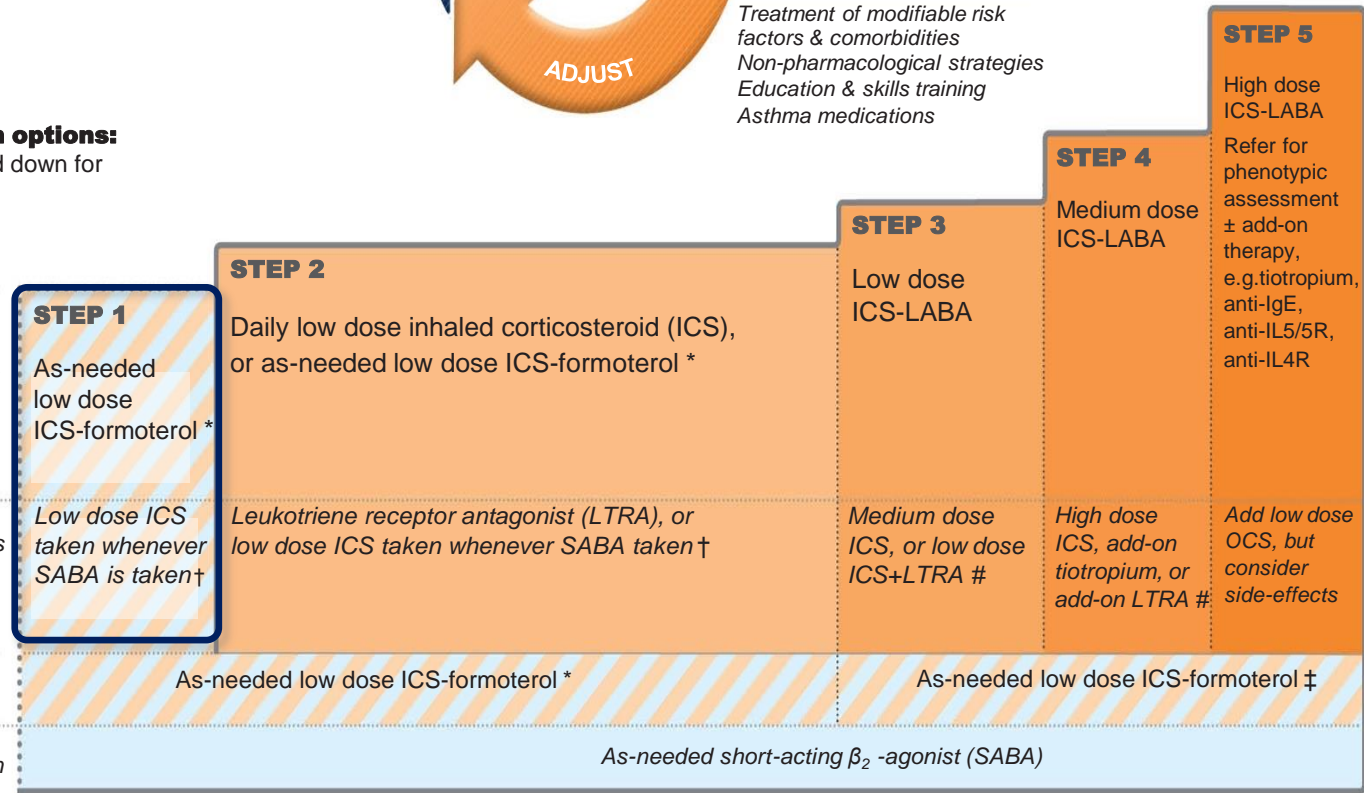 Treatment of modifiable risk
factors & comorbidities
Non-pharmacological strategies
Education & skills training
Asthma medications
ADJUST
options:
down for
STEP 1
As-needed
low dose
ICS-formoterol *
STEP 2
Daily low dose inhaled corticosteroid (ICS),
or as-needed low dose ICS-formoterol *
STEP 3
Low dose
ICS-LABA
STEP 4
Medium dose
ICS-LABA
STEP 5
High dose
ICS-LABA
Refer for
phenotypic
assessment
± add-on
therapy,
e.g.tiotropium,
anti-IgE,
anti-IL5/5R,
anti-IL4R
Low dose ICS
taken whenever
SABA is taken†
Leukotriene receptor antagonist (LTRA), or
low dose ICS taken whenever SABA taken †
Medium dose
ICS, or low dose
ICS+LTRA #
High dose
ICS, add-on
tiotropium, or
add-on LTRA #
Add low dose
OCS, but
consider
side-effects
As-needed low dose ICS-formoterol *
As-needed low dose ICS-formoterol ‡
As-needed short-acting β₂ -agonist (SABA)